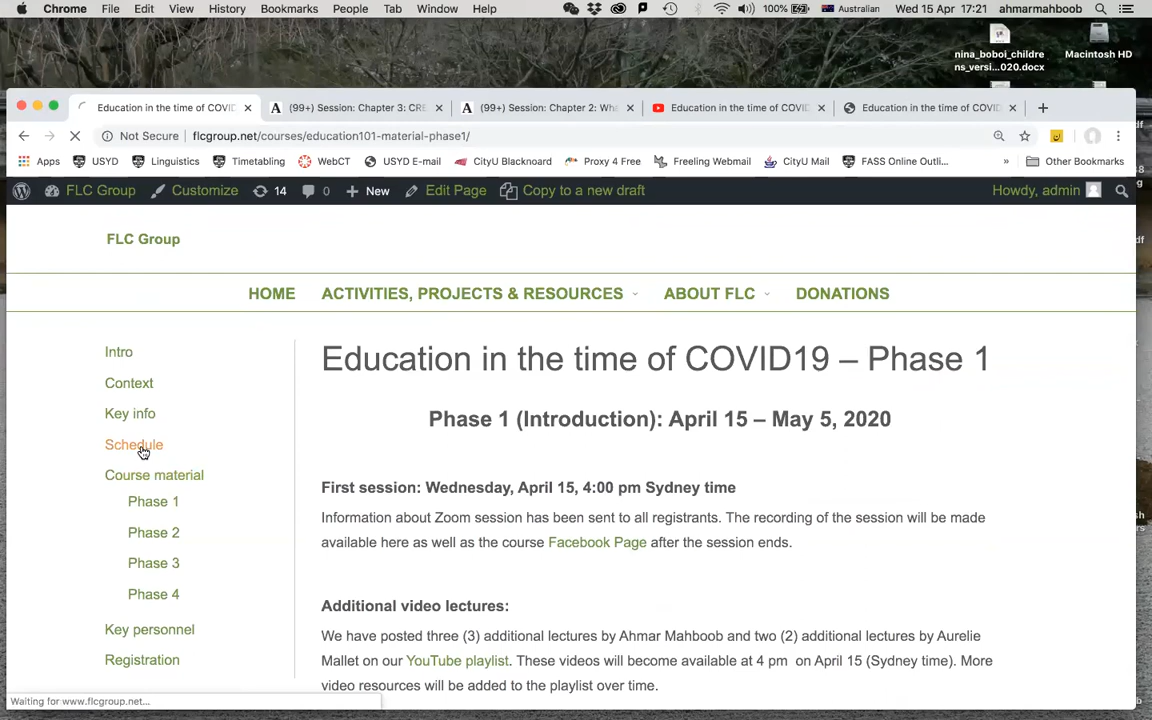 Chrome File Edit View History Bookmarks People Tab Window Help 100% Australian Wed 15 Apr 17:21 ahmarmahboob
nina_boboi_childre
ns_versi...020.docx
Macintosh HD
Education in the time of COVID (99+) Session: Chapter 3: CRE (99+) Session: Chapter 2: Wha Education in the time of COVID Education in the time of COVID
Not Secure flcgroup.net/courses/education101-material-phase1/
Apps USYD Linguistics Timetabling WebCT USYD E-mail CityU Blacknoard Proxy 4 Free Freeling Webmail CityU Mail FASS Online Outli... » Other Bookmarks
FLC Group Customize 14 0 New Edit Page Copy to a new draft Howdy, admin
FLC Group
HOME ACTIVITIES, PROJECTS & RESOURCES ABOUT FLC DONATIONS
Intro
Context
Key info
Schedule
Course material
Phase 1
Phase 2
Phase 3
Phase 4
Key personnel
Registration
Education in the time of COVID19 – Phase 1
Phase 1 (Introduction): April 15 – May 5, 2020
First session: Wednesday, April 15, 4:00 pm Sydney time
Information about Zoom session has been sent to all registrants. The recording of the session will be made
available here as well as the course Facebook Page after the session ends.
Additional video lectures:
We have posted three (3) additional lectures by Ahmar Mahboob and two (2) additional lectures by Aurelie
Mallet on our YouTube playlist. These videos will become available at 4 pm on April 15 (Sydney time). More
video resources will be added to the playlist over time.
Waiting for www.flcgroup.net...